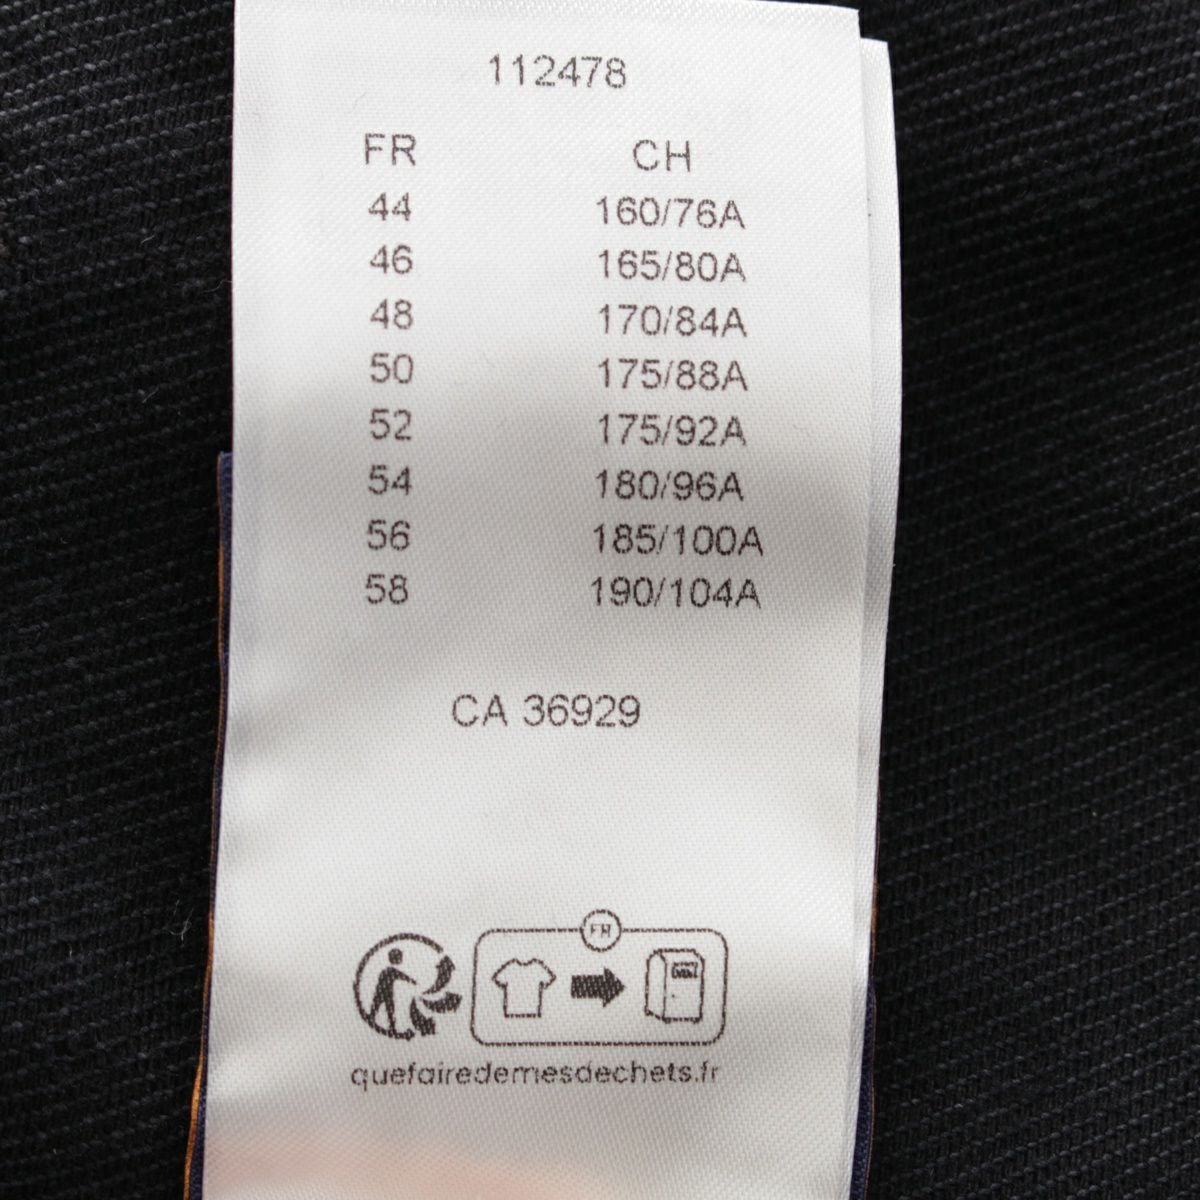 112478
FR CH
44 160/76A
46 165/80A
48 170/84A
50 175/88A
52 175/92A
54 180/96A
56 185/100A
58 190/104A
CA 36929
FR
quefairedemesdechets.fr